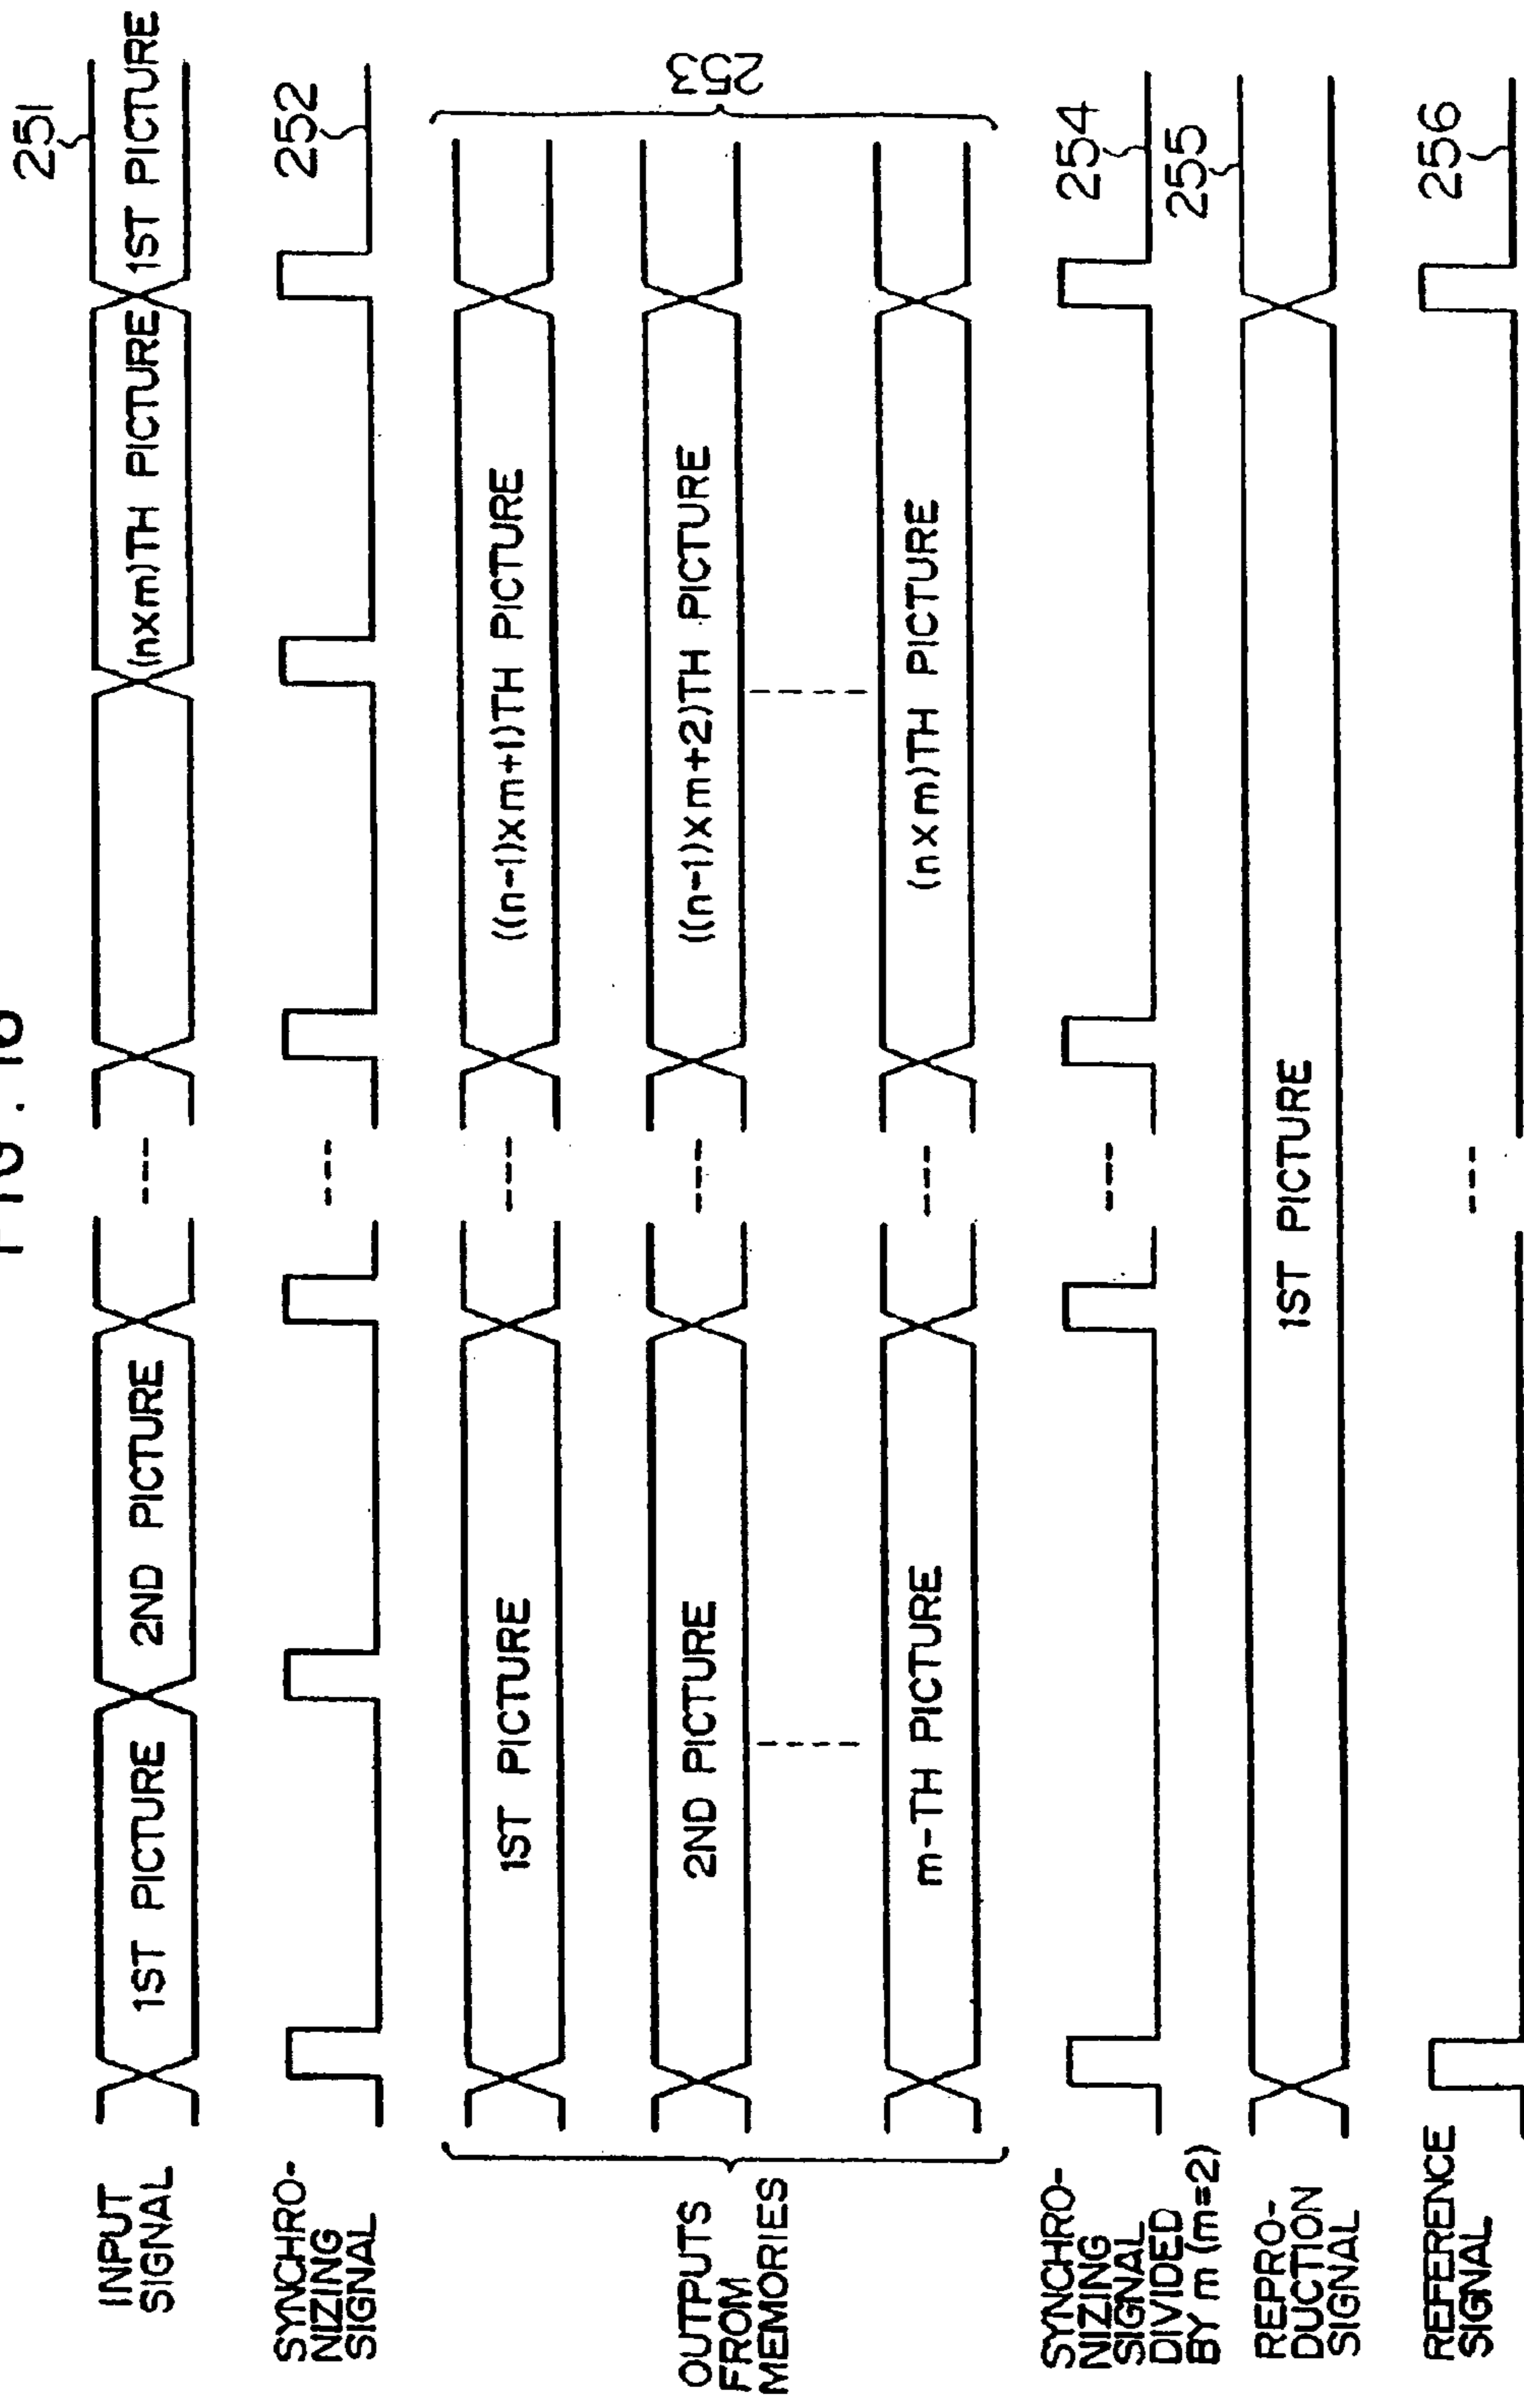 251
INPUT
SIGNAL
1ST PICTURE
2ND PICTURE
---
(n×m)TH PICTURE
1ST PICTURE
252
SYNCHRO-
NIZING
SIGNAL
---
253
OUTPUTS
FROM
MEMORIES
1ST PICTURE
---
((n-1)×m+1)TH PICTURE
2ND PICTURE
---
((n-1)×m+2)TH PICTURE
m-TH PICTURE
---
(n×m)TH PICTURE
254
SYNCHRO-
NIZING
SIGNAL
DIVIDED
BY m (m=2)
---
255
REPRO-
DUCTION
SIGNAL
1ST PICTURE
256
REFERENCE
SIGNAL
---